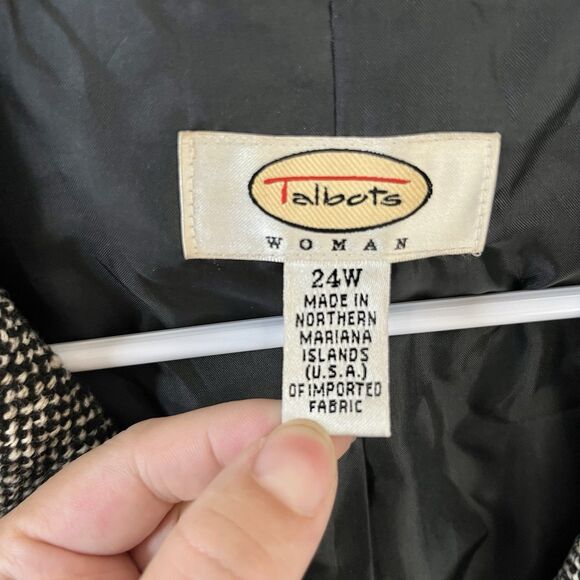 Talbots
WOMAN
24W
MADE IN
NORTHERN
MARIANA
ISLANDS
(U.S.A.)
OF IMPORTED
FABRIC